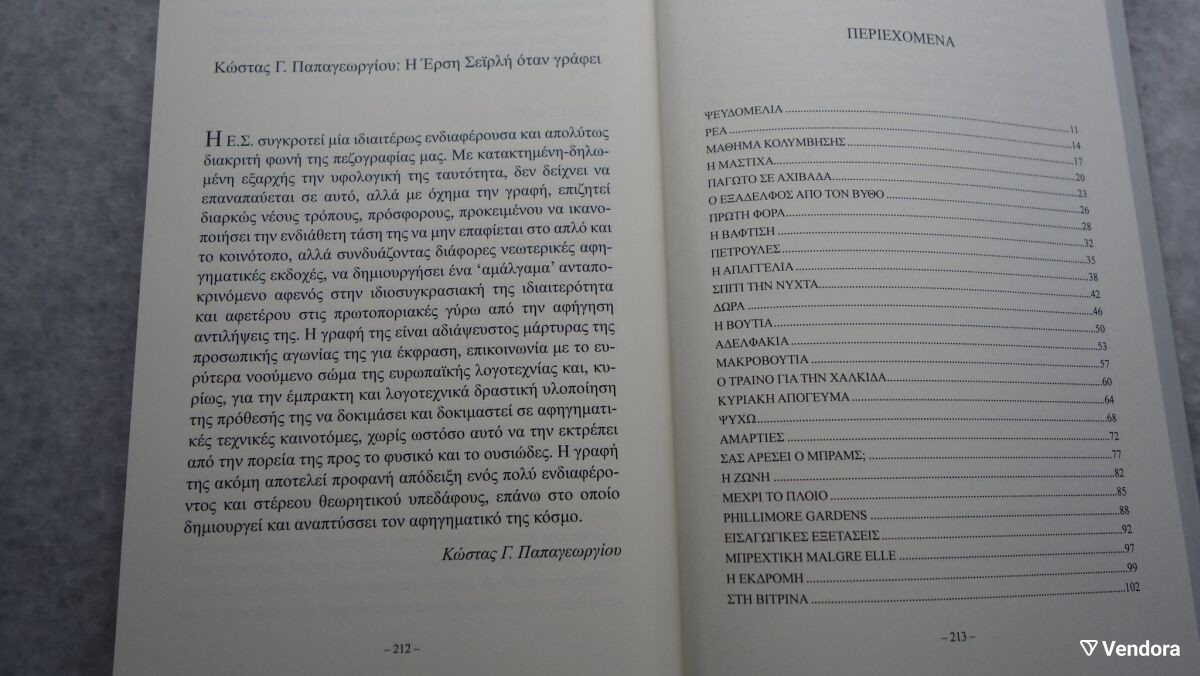 Κώστας Γ. Παπαγεωργίου: Η Έρση Σεϊρλή όταν γράφει
Η Ε.Σ. συγκροτεί μία ιδιαιτέρως ενδιαφέρουσα και απολύτως
διακριτή φωνή της πεζογραφίας μας. Με κατακτημένη-δηλω-
μένη εξαρχής την υφολογική της ταυτότητα, δεν δείχνει να
επαναπαύεται σε αυτό, αλλά με όχημα την γραφή, επιζητεί
διαρκώς νέους τρόπους, πρόσφορους, προκειμένου να ικανο-
ποιήσει την ενδιάθετη τάση της να μην επαφίεται στο απλό και
το κοινότοπο, αλλά συνδυάζοντας διάφορες νεωτερικές αφη-
γηματικές εκδοχές, να δημιουργήσει ένα ‘αμάλγαμα’ ανταπο-
κρινόμενο αφενός στην ιδιοσυγκρασιακή της ιδιαιτερότητα
και αφετέρου στις πρωτοποριακές γύρω από την αφήγηση
αντιλήψεις της. Η γραφή της είναι αδιάψευστος μάρτυρας της
προσωπικής αγωνίας της για έκφραση, επικοινωνία με το ευ-
ρύτερα νοούμενο σώμα της ευρωπαϊκής λογοτεχνίας και, κυ-
ρίως, για την έμπρακτη και λογοτεχνικά δραστική υλοποίηση
της πρόθεσής της να δοκιμάσει και δοκιμαστεί σε αφηγηματι-
κές τεχνικές καινοτόμες, χωρίς ωστόσο αυτό να την εκτρέπει
από την πορεία της προς το φυσικό και το ουσιώδες. Η γραφή
της ακόμη αποτελεί προφανή απόδειξη ενός πολύ ενδιαφέρο-
ντος και στέρεου θεωρητικού υπεδάφους, επάνω στο οποίο
δημιουργεί και αναπτύσσει τον αφηγηματικό της κόσμο.
Κώστας Γ. Παπαγεωργίου
– 212 –
ΠΕΡΙΕΧΟΜΕΝΑ
ΨΕΥΔΟΜΕΛΙΑ 11
ΡΕΑ 14
ΜΑΘΗΜΑ ΚΟΛΥΜΒΗΣΗΣ 17
Η ΜΑΣΤΙΧΑ 20
ΠΑΓΩΤΟ ΣΕ ΑΧΙΒΑΔΑ 23
Ο ΕΞΑΔΕΛΦΟΣ ΑΠΟ ΤΟΝ ΒΥΘΟ 26
ΠΡΩΤΗ ΦΟΡΑ 28
Η ΒΑΦΤΙΣΗ 32
ΠΕΤΡΟΥΛΕΣ 35
Η ΑΠΑΓΓΕΛΙΑ 38
ΣΠΙΤΙ ΤΗΝ ΝΥΧΤΑ 42
ΔΩΡΑ 46
Η ΒΟΥΤΙΑ 50
ΑΔΕΛΦΑΚΙΑ 53
ΜΑΚΡΟΒΟΥΤΙΑ 57
Ο ΤΡΑΙΝΟ ΓΙΑ ΤΗΝ ΧΑΛΚΙΔΑ 60
ΚΥΡΙΑΚΗ ΑΠΟΓΕΥΜΑ 64
ΨΥΧΩ 68
ΑΜΑΡΤΙΕΣ 72
ΣΑΣ ΑΡΕΣΕΙ Ο ΜΠΡΑΜΣ; 77
Η ΖΩΝΗ 82
ΜΕΧΡΙ ΤΟ ΠΛΟΙΟ 85
PHILLIMORE GARDENS 88
ΕΙΣΑΓΩΓΙΚΕΣ ΕΞΕΤΑΣΕΙΣ 92
ΜΠΡΕΧΤΙΚΗ MALGRE ELLE 97
Η ΕΚΔΡΟΜΗ 99
ΣΤΗ ΒΙΤΡΙΝΑ 102
– 213 –
Vendora